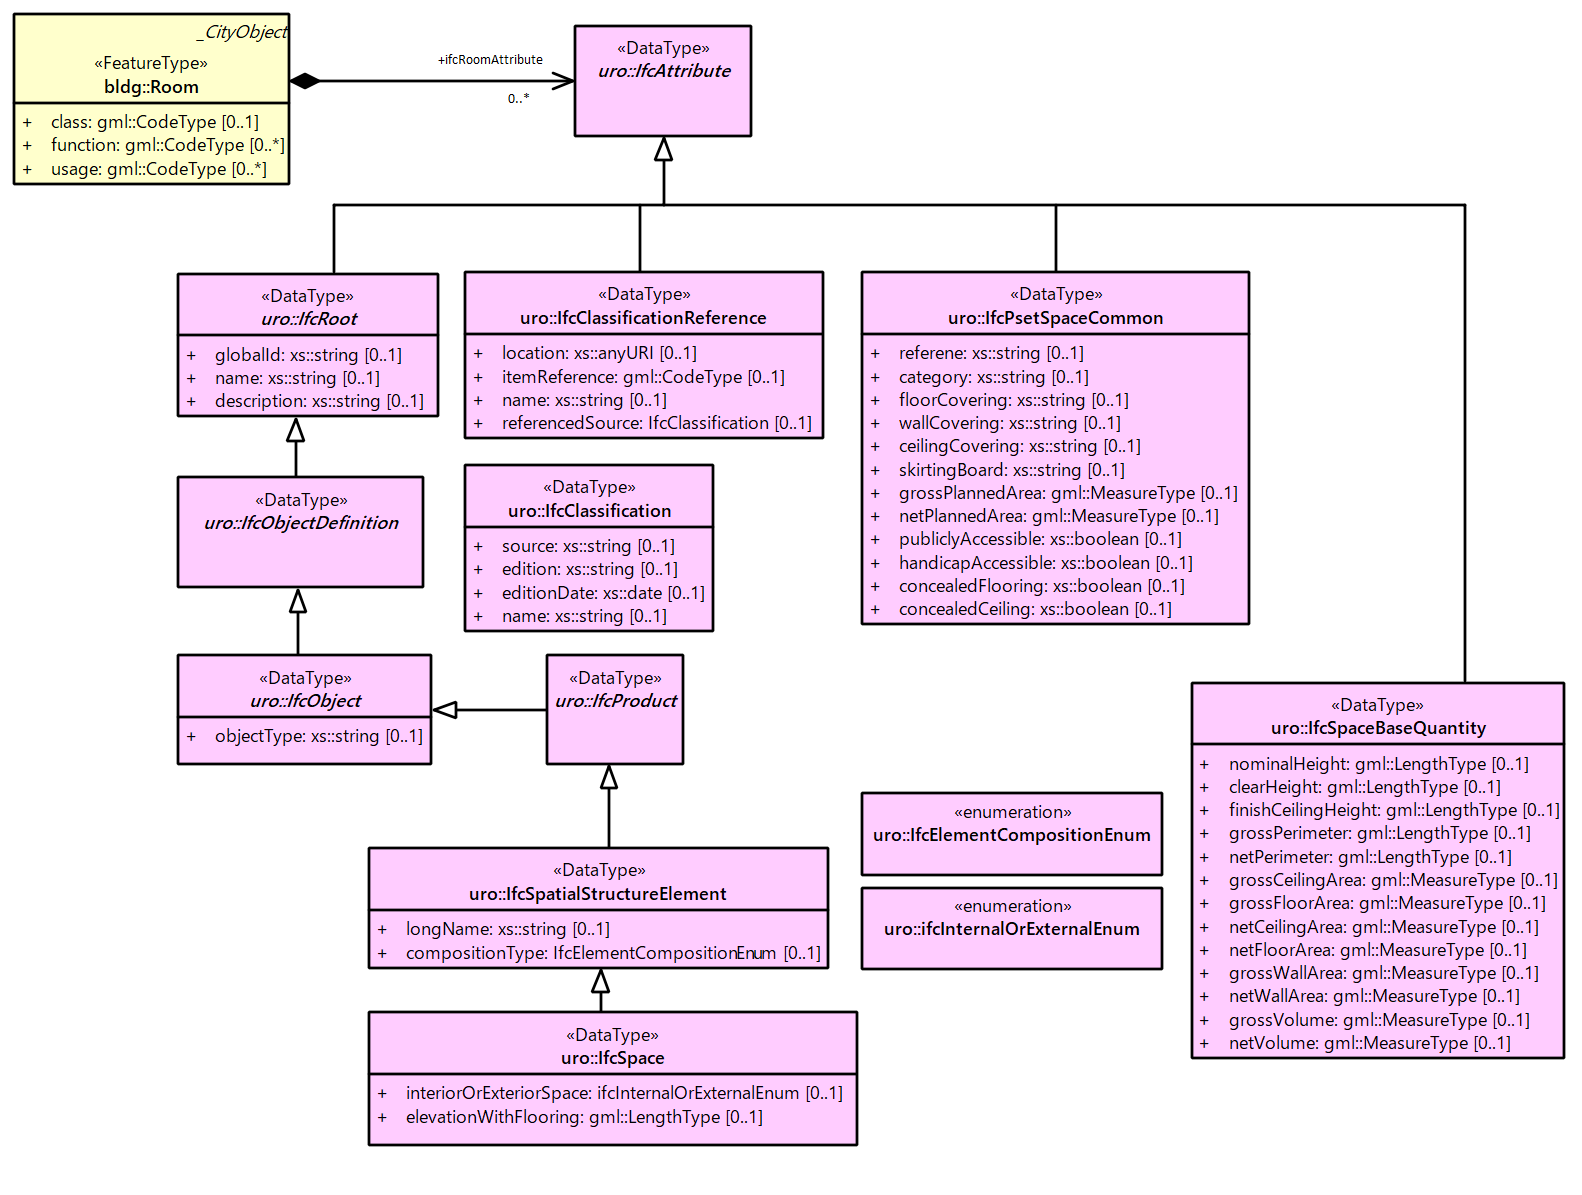 _CityObject
«FeatureType»
bldg::Room
+ class: gml::CodeType [0..1]
+ function: gml::CodeType [0..*]
+ usage: gml::CodeType [0..*]
+ifcRoomAttribute
0..*
«DataType»
uro::IfcAttribute
«DataType»
uro::IfcRoot
+ globalId: xs::string [0..1]
+ name: xs::string [0..1]
+ description: xs::string [0..1]
«DataType»
uro::IfcClassificationReference
+ location: xs::anyURI [0..1]
+ itemReference: gml::CodeType [0..1]
+ name: xs::string [0..1]
+ referencedSource: IfcClassification [0..1]
«DataType»
uro::IfcPsetSpaceCommon
+ referene: xs::string [0..1]
+ category: xs::string [0..1]
+ floorCovering: xs::string [0..1]
+ wallCovering: xs::string [0..1]
+ ceilingCovering: xs::string [0..1]
+ skirtingBoard: xs::string [0..1]
+ grossPlannedArea: gml::MeasureType [0..1]
+ netPlannedArea: gml::MeasureType [0..1]
+ publiclyAccessible: xs::boolean [0..1]
+ handicapAccessible: xs::boolean [0..1]
+ concealedFlooring: xs::boolean [0..1]
+ concealedCeiling: xs::boolean [0..1]
«DataType»
uro::IfcObjectDefinition
«DataType»
uro::IfcClassification
+ source: xs::string [0..1]
+ edition: xs::string [0..1]
+ editionDate: xs::date [0..1]
+ name: xs::string [0..1]
«DataType»
uro::IfcObject
+ objectType: xs::string [0..1]
«DataType»
uro::IfcProduct
«DataType»
uro::IfcSpaceBaseQuantity
+ nominalHeight: gml::LengthType [0..1]
+ clearHeight: gml::LengthType [0..1]
+ finishCeilingHeight: gml::LengthType [0..1]
+ grossPerimeter: gml::LengthType [0..1]
+ netPerimeter: gml::LengthType [0..1]
+ grossCeilingArea: gml::MeasureType [0..1]
+ grossFloorArea: gml::MeasureType [0..1]
+ netCeilingArea: gml::MeasureType [0..1]
+ netFloorArea: gml::MeasureType [0..1]
+ grossWallArea: gml::MeasureType [0..1]
+ netWallArea: gml::MeasureType [0..1]
+ grossVolume: gml::MeasureType [0..1]
+ netVolume: gml::MeasureType [0..1]
«enumeration»
uro::IfcElementCompositionEnum
«enumeration»
uro::ifcInternalOrExternalEnum
«DataType»
uro::IfcSpatialStructureElement
+ longName: xs::string [0..1]
+ compositionType: IfcElementCompositionEnum [0..1]
«DataType»
uro::IfcSpace
+ interiorOrExteriorSpace: ifcInternalOrExternalEnum [0..1]
+ elevationWithFlooring: gml::LengthType [0..1]